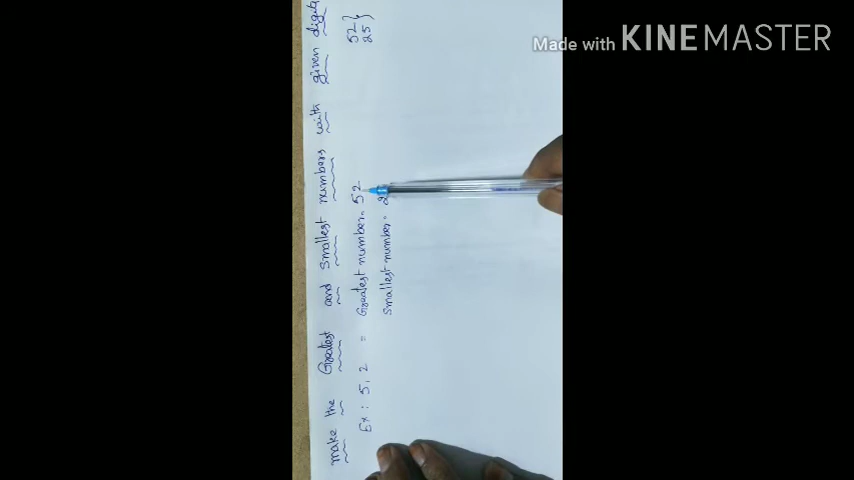 make the Greatest and smallest numbers with given digits
Ex: 5, 2 = Greatest number = 52
52 }
25 }
smallest number = 2
Made with KINEMASTER